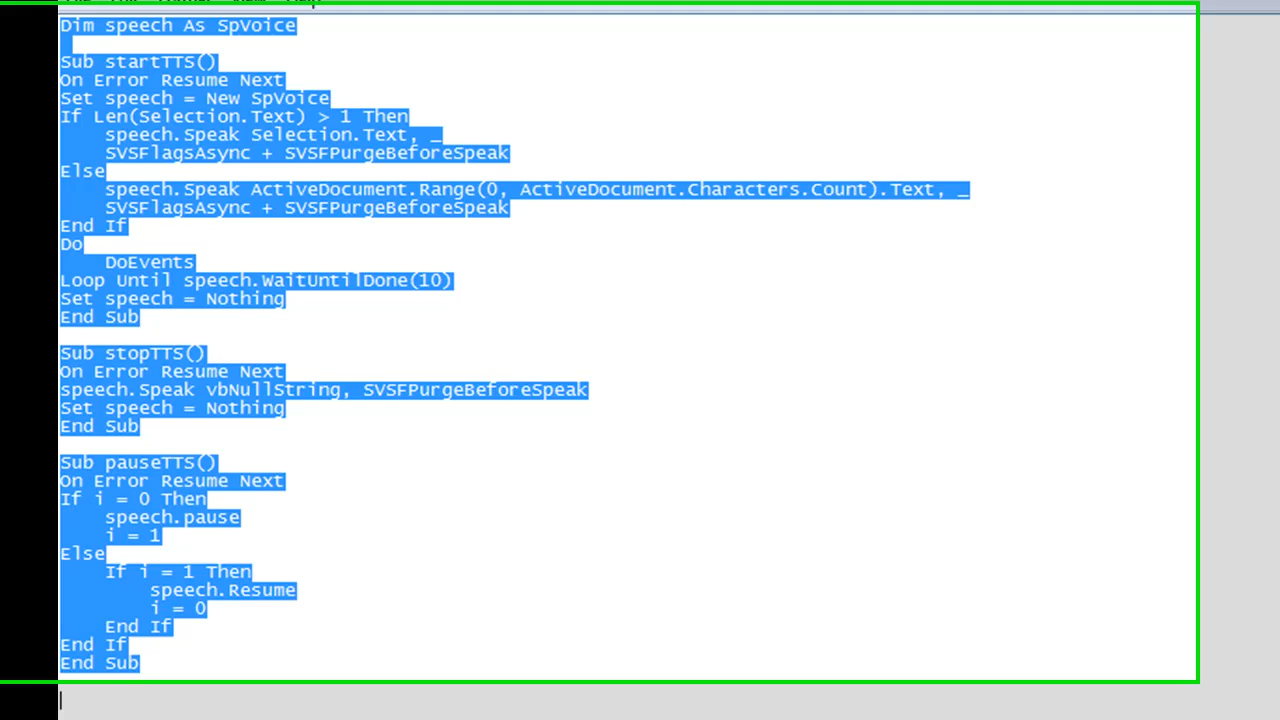 Dim speech As SpVoice
Sub startTTS()
On Error Resume Next
Set speech = New SpVoice
If Len(Selection.Text) > 1 Then
speech.Speak Selection.Text, _
SVSFlagsAsync + SVSFPurgeBeforeSpeak
Else
speech.Speak ActiveDocument.Range(0, ActiveDocument.Characters.Count).Text, _
SVSFlagsAsync + SVSFPurgeBeforeSpeak
End If
Do
DoEvents
Loop Until speech.WaitUntilDone(10)
Set speech = Nothing
End Sub
Sub stopTTS()
On Error Resume Next
speech.Speak vbNullString, SVSFPurgeBeforeSpeak
Set speech = Nothing
End Sub
Sub pauseTTS()
On Error Resume Next
If i = 0 Then
speech.pause
i = 1
Else
If i = 1 Then
speech.Resume
i = 0
End If
End If
End Sub